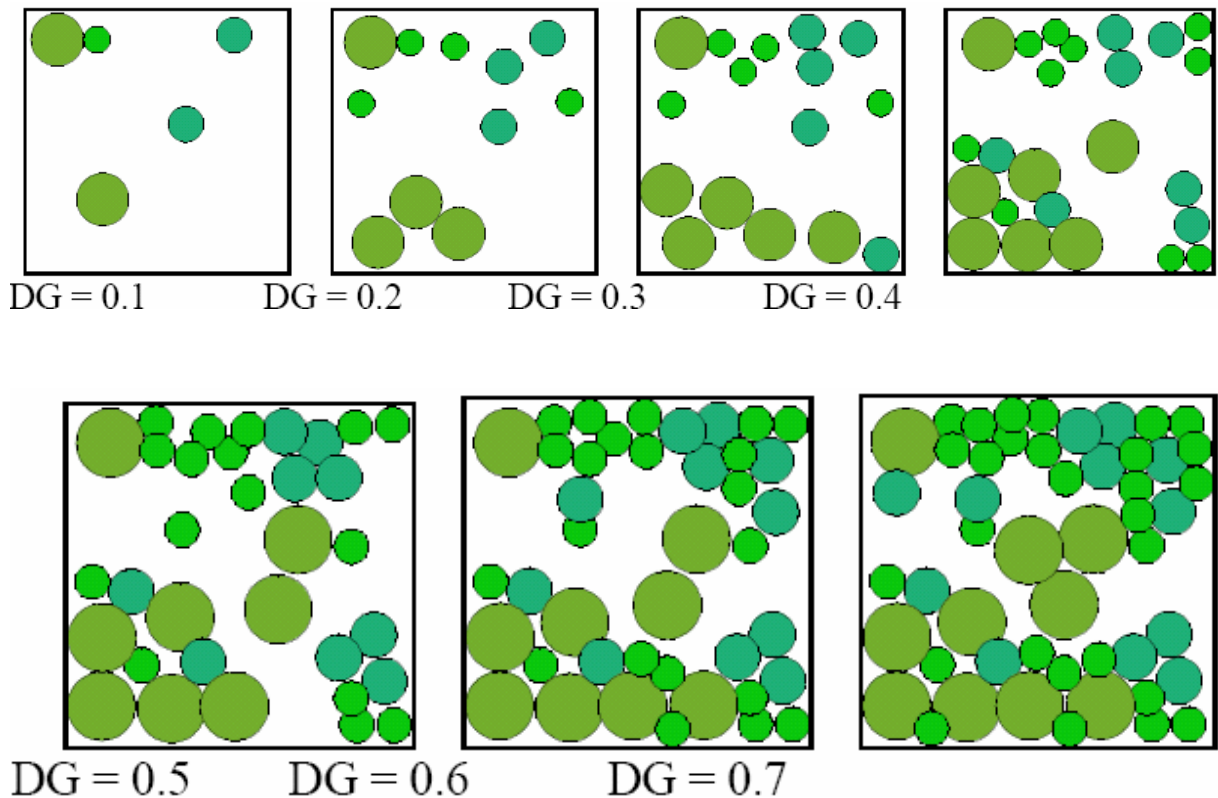 DG = 0.1 DG = 0.2 DG = 0.3 DG = 0.4
DG = 0.5 DG = 0.6 DG = 0.7